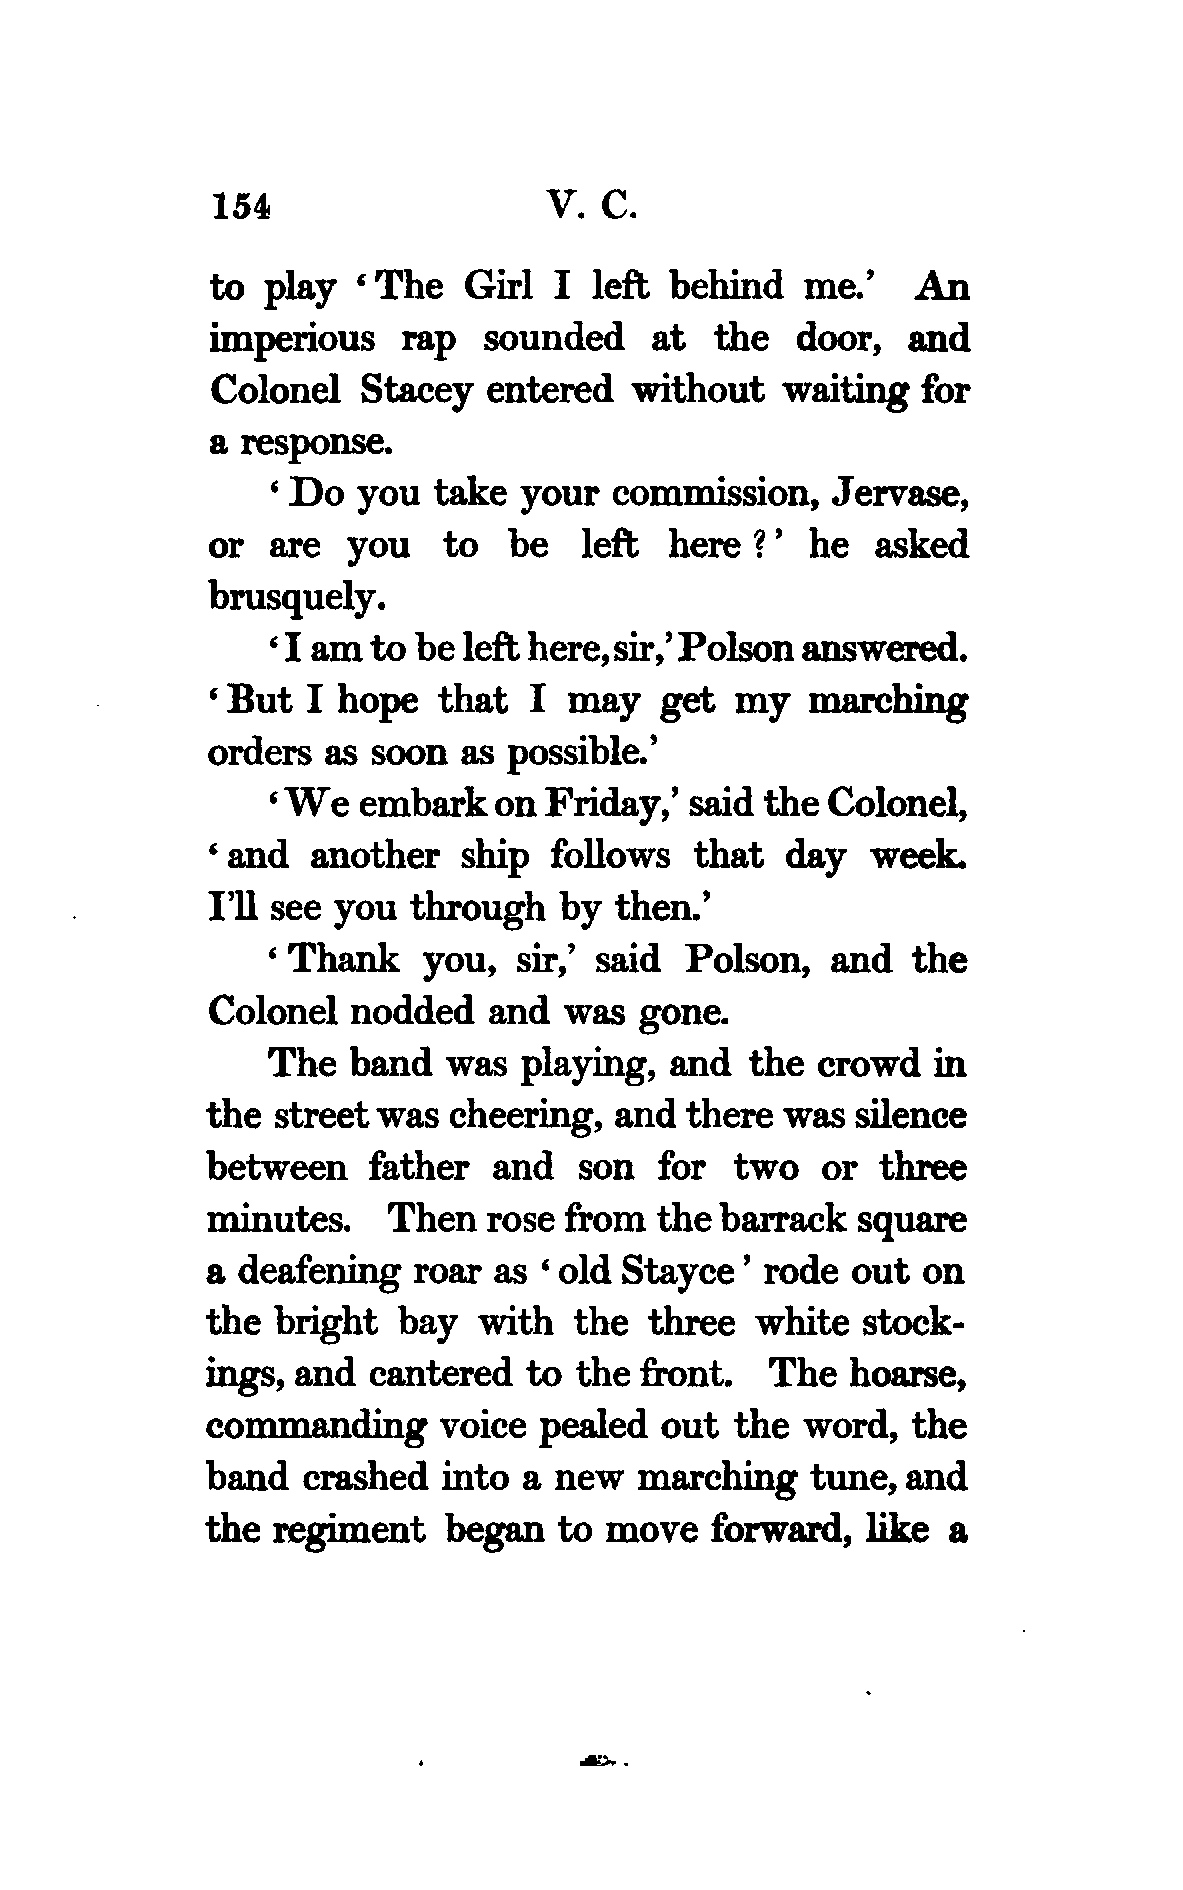 154 V. C.
to play ‘The Girl I left behind me.’ An
imperious rap sounded at the door, and
Colonel Stacey entered without waiting for
a response.
‘Do you take your commission, Jervase,
or are you to be left here?’ he asked
brusquely.
‘I am to be left here, sir,’ Polson answered.
‘But I hope that I may get my marching
orders as soon as possible.’
‘We embark on Friday,’ said the Colonel,
‘and another ship follows that day week.
I’ll see you through by then.’
‘Thank you, sir,’ said Polson, and the
Colonel nodded and was gone.
The band was playing, and the crowd in
the street was cheering, and there was silence
between father and son for two or three
minutes. Then rose from the barrack square
a deafening roar as ‘old Stayce’ rode out on
the bright bay with the three white stock-
ings, and cantered to the front. The hoarse,
commanding voice pealed out the word, the
band crashed into a new marching tune, and
the regiment began to move forward, like a